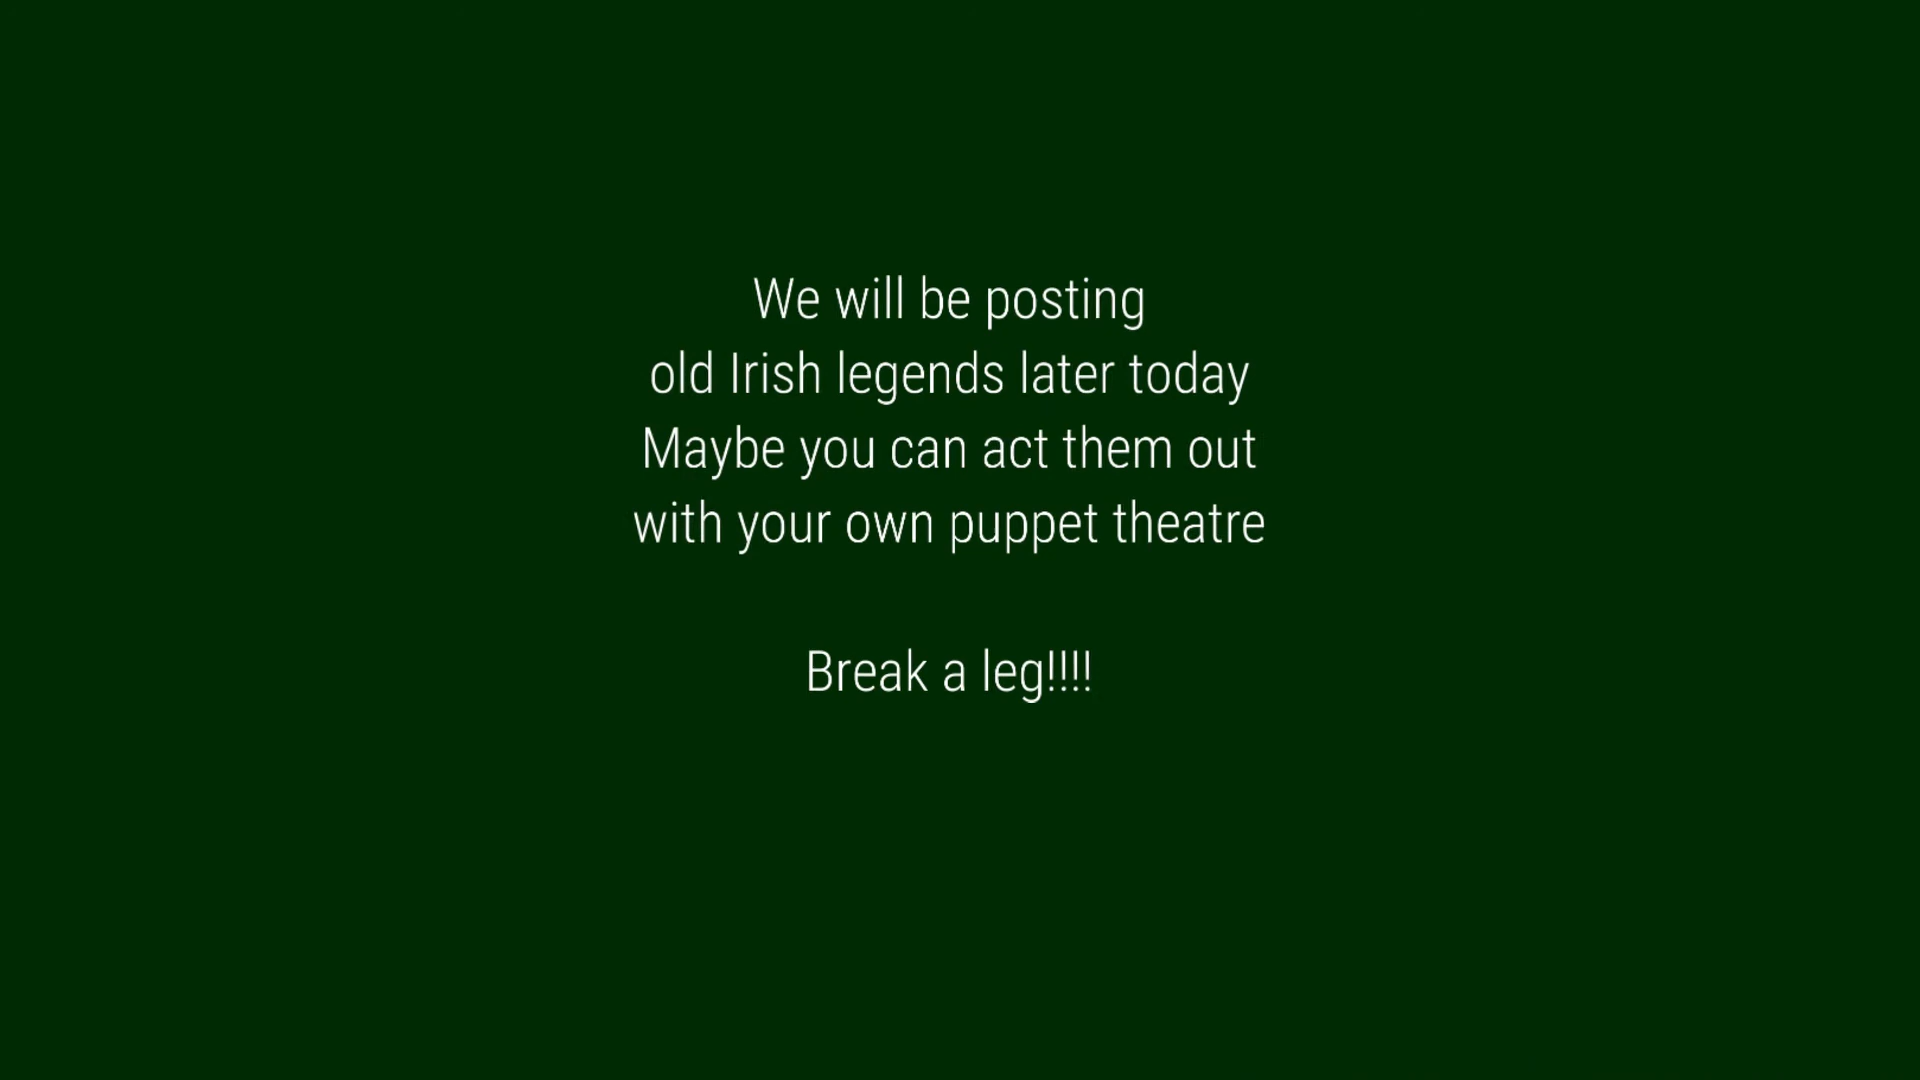 We will be posting
old Irish legends later today
Maybe you can act them out
with your own puppet theatre
Break a leg!!!!